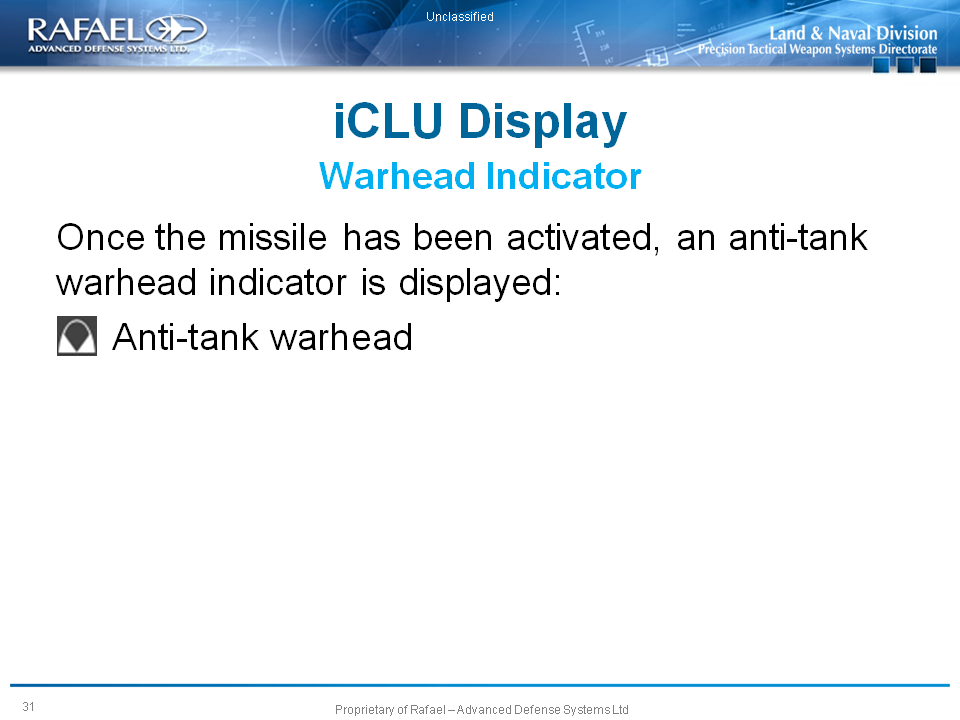 Unclassified
RAFAEL
ADVANCED DEFENSE SYSTEMS LTD.
Land & Naval Division
Precision Tactical Weapon Systems Directorate
iCLU Display
Warhead Indicator
Once the missile has been activated, an anti-tank
warhead indicator is displayed:
Anti-tank warhead
31
Proprietary of Rafael – Advanced Defense Systems Ltd